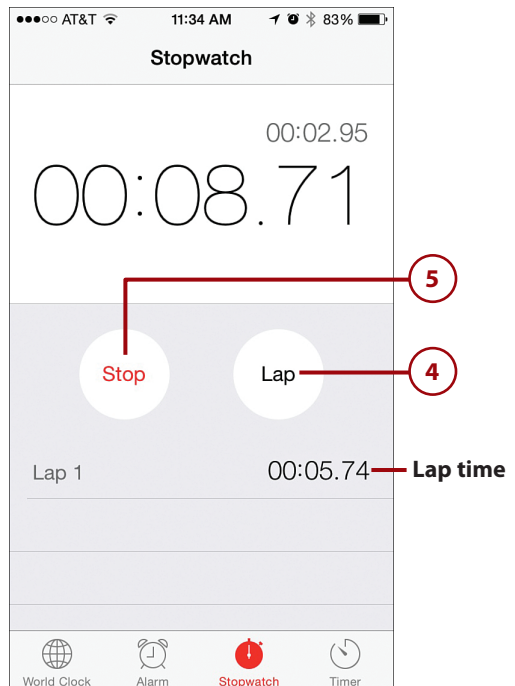 AT&T 11:34 AM 83%
Stopwatch
00:02.95
00:08.71
5
Stop Lap 4
Lap 1 00:05.74 Lap time
World Clock Alarm Stopwatch Timer